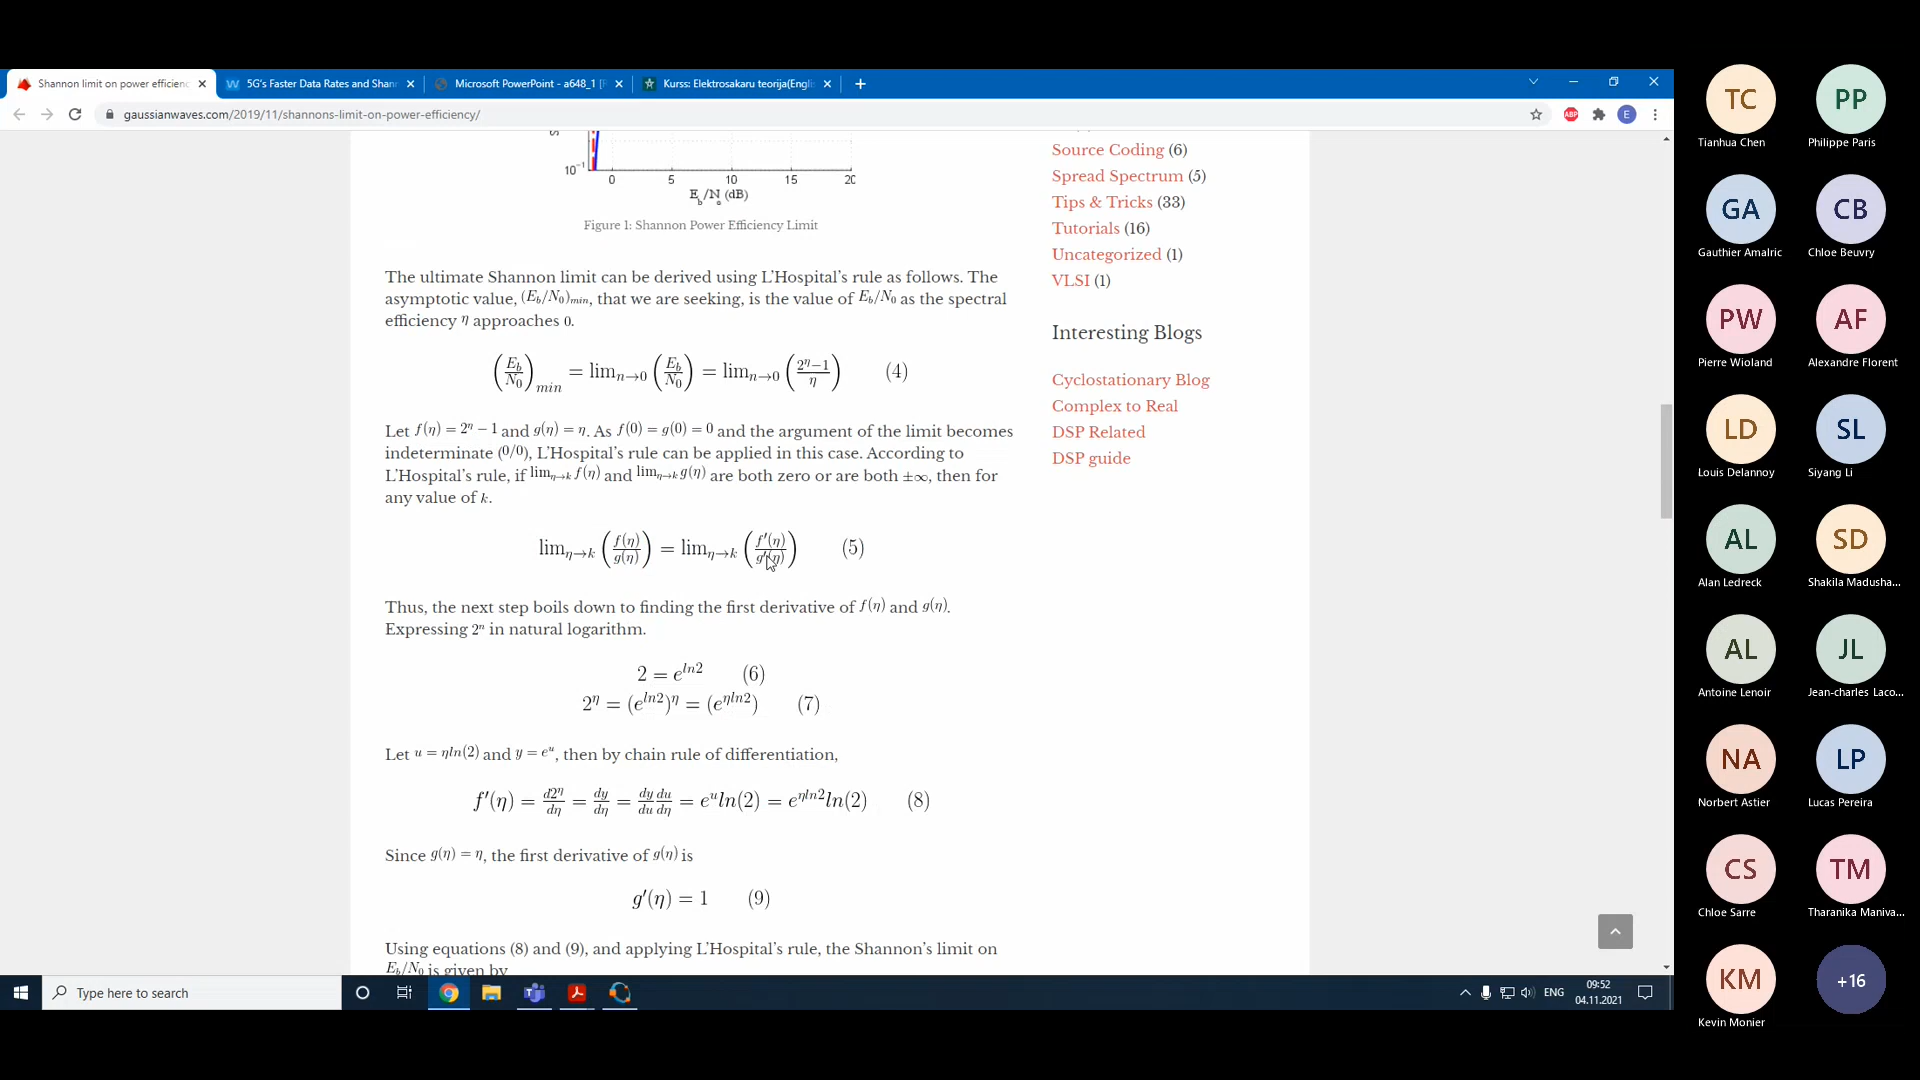 Shannon limit on power efficienc
5G's Faster Data Rates and Shann
Microsoft PowerPoint - a648_1 [
Kurss: Elektrosakaru teorija(Engli
gaussianwaves.com/2019/11/shannons-limit-on-power-efficiency/
ABP
E
10⁻¹
0 5 10 15 20
E_b/N_o (dB)
Figure 1: Shannon Power Efficiency Limit
The ultimate Shannon limit can be derived using L'Hospital's rule as follows. The
asymptotic value, (E_b/N_0)_min, that we are seeking, is the value of E_b/N_0 as the spectral
efficiency η approaches 0.
(E_b/N_0)_min = lim_{n→0} (E_b/N_0) = lim_{n→0} ((2^η−1)/η) (4)
Let f(η) = 2^η − 1 and g(η) = η. As f(0) = g(0) = 0 and the argument of the limit becomes
indeterminate (0/0), L'Hospital's rule can be applied in this case. According to
L'Hospital's rule, if lim_{η→k} f(η) and lim_{η→k} g(η) are both zero or are both ±∞, then for
any value of k.
lim_{η→k} (f(η)/g(η)) = lim_{η→k} (f′(η)/g′(η)) (5)
Thus, the next step boils down to finding the first derivative of f(η) and g(η).
Expressing 2^n in natural logarithm.
2 = e^{ln2} (6)
2^η = (e^{ln2})^η = (e^{ηln2}) (7)
Let u = ηln(2) and y = e^u, then by chain rule of differentiation,
f′(η) = d2^η/dη = dy/dη = dy/du du/dη = e^u ln(2) = e^{ηln2} ln(2) (8)
Since g(η) = η, the first derivative of g(η) is
g′(η) = 1 (9)
Using equations (8) and (9), and applying L'Hospital's rule, the Shannon's limit on
E_b/N_0 is given by
Source Coding (6)
Spread Spectrum (5)
Tips & Tricks (33)
Tutorials (16)
Uncategorized (1)
VLSI (1)
Interesting Blogs
Cyclostationary Blog
Complex to Real
DSP Related
DSP guide
Type here to search
ENG
09:52
04.11.2021
TC
Tianhua Chen
PP
Philippe Paris
GA
Gauthier Amalric
CB
Chloe Beuvry
PW
Pierre Wioland
AF
Alexandre Florent
LD
Louis Delannoy
SL
Siyang Li
AL
Alan Ledreck
SD
Shakila Madusha...
AL
Antoine Lenoir
JL
Jean-charles Laco...
NA
Norbert Astier
LP
Lucas Pereira
CS
Chloe Sarre
TM
Tharanika Maniva...
KM
Kevin Monier
+16